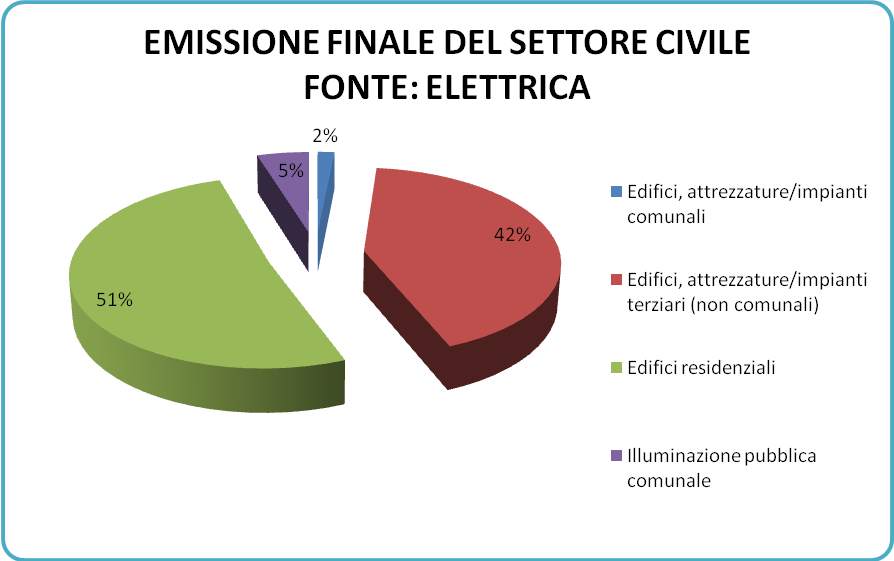 EMISSIONE FINALE DEL SETTORE CIVILE
FONTE: ELETTRICA
2%
5%
42%
51%
Edifici, attrezzature/impianti
comunali
Edifici, attrezzature/impianti
terziari (non comunali)
Edifici residenziali
Illuminazione pubblica
comunale